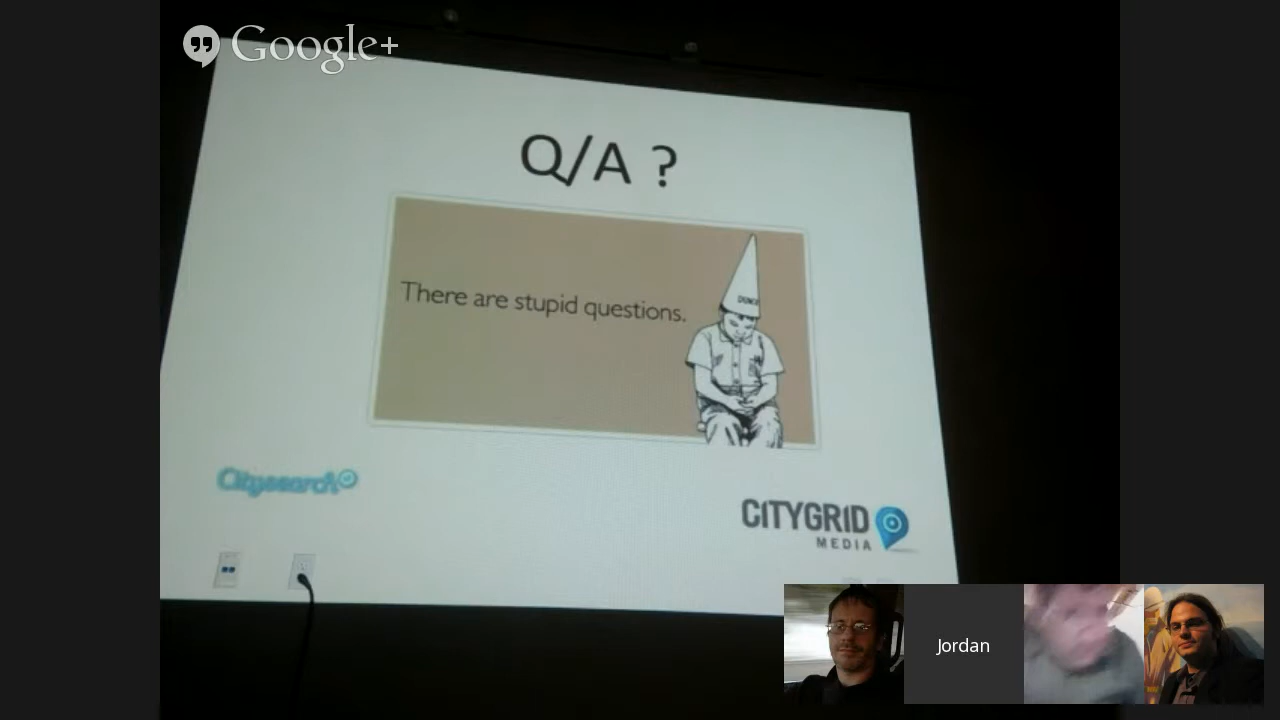 Google+
Q/A ?
There are stupid questions.
DUNCE
Citysearch
CITYGRID
MEDIA
Jordan